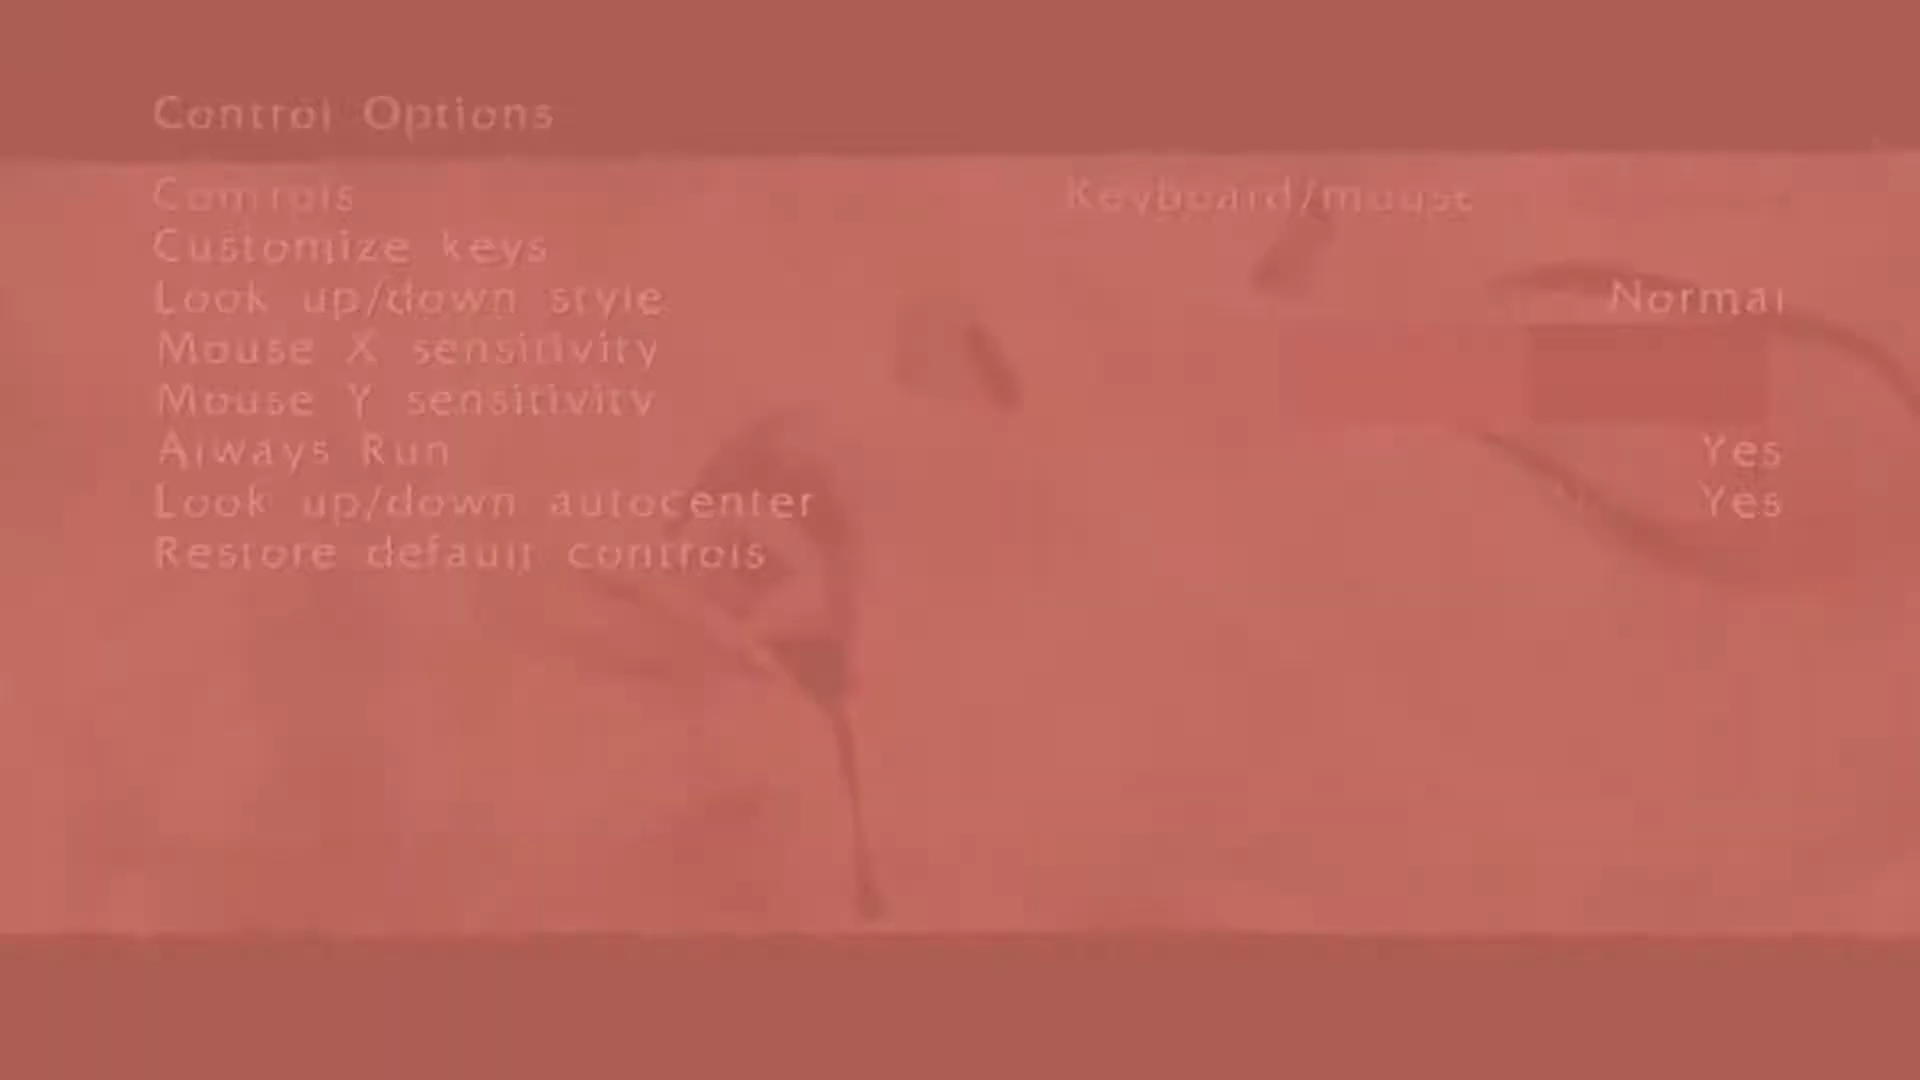 Control Options
Controls Keyboard/mouse
Customize keys
Look up/down style Normal
Mouse X sensitivity
Mouse Y sensitivity
Always Run Yes
Look up/down autocenter Yes
Restore default controls